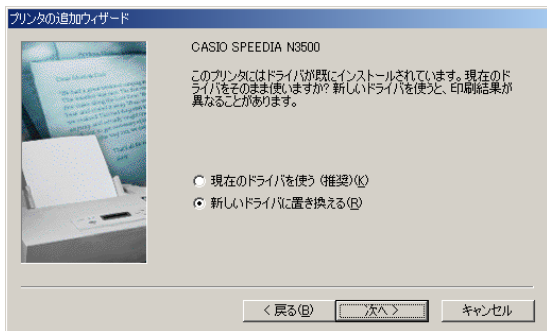 プリンタの追加ウィザード
CASIO SPEEDIA N3500
このプリンタにはドライバが既にインストールされています。現在のド
ライバをそのまま使いますか? 新しいドライバを使うと、印刷結果が
異なることがあります。
現在のドライバを使う (推奨)(K)
新しいドライバに置き換える(R)
< 戻る(B)
次へ >
キャンセル